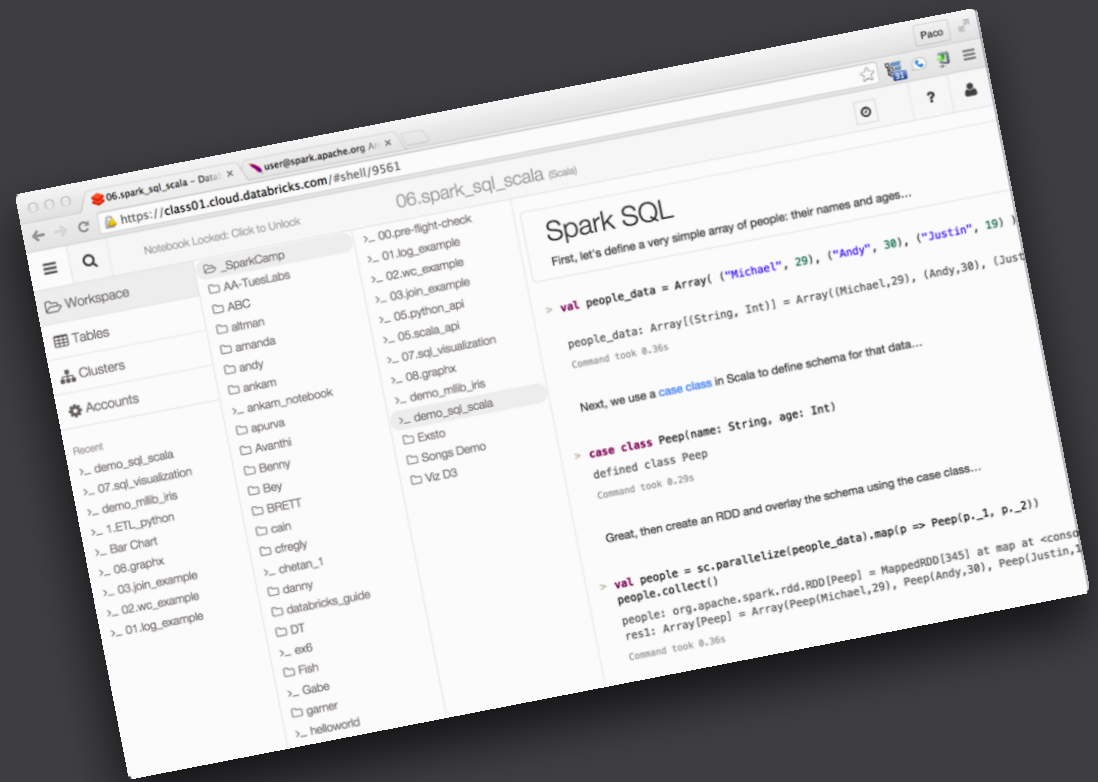 Paco
06.spark_sql_scala – Data
user@spark.apache.org A
https://class01.cloud.databricks.com/#shell/9561
31
?
Notebook Locked: Click to Unlock
06.spark_sql_scala (Scala)
Workspace
Tables
Clusters
Accounts
Recent
>_ demo_sql_scala
>_ 07.sql_visualization
>_ demo_mllib_iris
>_ 1.ETL_python
>_ Bar Chart
>_ 08.graphx
>_ 03.join_example
>_ 02.wc_example
>_ 01.log_example
_SparkCamp
AA-TuesLabs
ABC
altman
amanda
andy
ankam
>_ ankam_notebook
apurva
Avanthi
Benny
Bey
BRETT
cain
cfregly
>_ chetan_1
danny
databricks_guide
DT
>_ ex6
Fish
>_ Gabe
garner
>_ helloworld
>_ 00.pre-flight-check
>_ 01.log_example
>_ 02.wc_example
>_ 03.join_example
>_ 05.python_api
>_ 05.scala_api
>_ 07.sql_visualization
>_ 08.graphx
>_ demo_mllib_iris
>_ demo_sql_scala
Exsto
Songs Demo
Viz D3
Spark SQL
First, let's define a very simple array of people: their names and ages…
> val people_data = Array( ("Michael", 29), ("Andy", 30), ("Justin", 19) )
people_data: Array[(String, Int)] = Array((Michael,29), (Andy,30), (Just
Command took 0.36s
Next, we use a case class in Scala to define schema for that data…
> case class Peep(name: String, age: Int)
defined class Peep
Command took 0.29s
Great, then create an RDD and overlay the schema using the case class…
> val people = sc.parallelize(people_data).map(p => Peep(p._1, p._2))
people.collect()
people: org.apache.spark.rdd.RDD[Peep] = MappedRDD[345] at map at <conso
res1: Array[Peep] = Array(Peep(Michael,29), Peep(Andy,30), Peep(Justin,1
Command took 0.36s